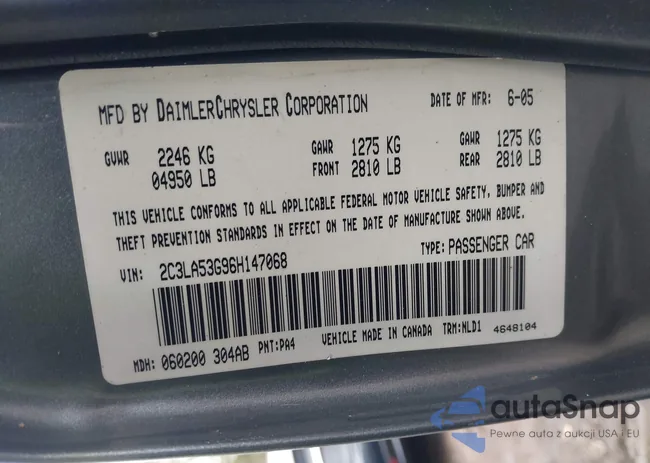 MFD BY DAIMLERCHRYSLER CORPORATION DATE OF MFR: 6-05
GVWR 2246 KG GAWR 1275 KG GAWR 1275 KG
04950 LB FRONT 2810 LB REAR 2810 LB
THIS VEHICLE CONFORMS TO ALL APPLICABLE FEDERAL MOTOR VEHICLE SAFETY, BUMPER AND
THEFT PREVENTION STANDARDS IN EFFECT ON THE DATE OF MANUFACTURE SHOWN ABOVE.
VIN: 2C3LA53G96H147068 TYPE: PASSENGER CAR
MDH: 060200 304AB PNT:PA4 VEHICLE MADE IN CANADA TRM:NLD1 4648104
autoSnap
Pewne auta z aukcji USA i EU